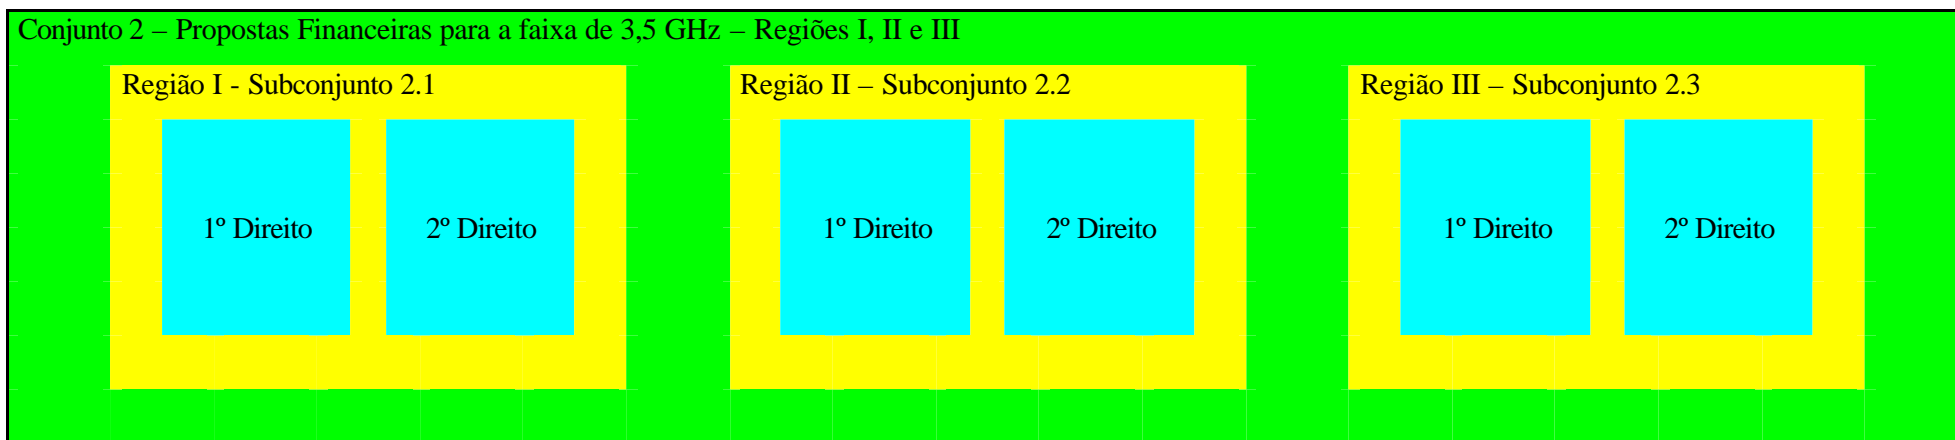 Conjunto 2 – Propostas Financeiras para a faixa de 3,5 GHz – Regiões I, II e III
Região I - Subconjunto 2.1
1º Direito
2º Direito
Região II – Subconjunto 2.2
1º Direito
2º Direito
Região III – Subconjunto 2.3
1º Direito
2º Direito